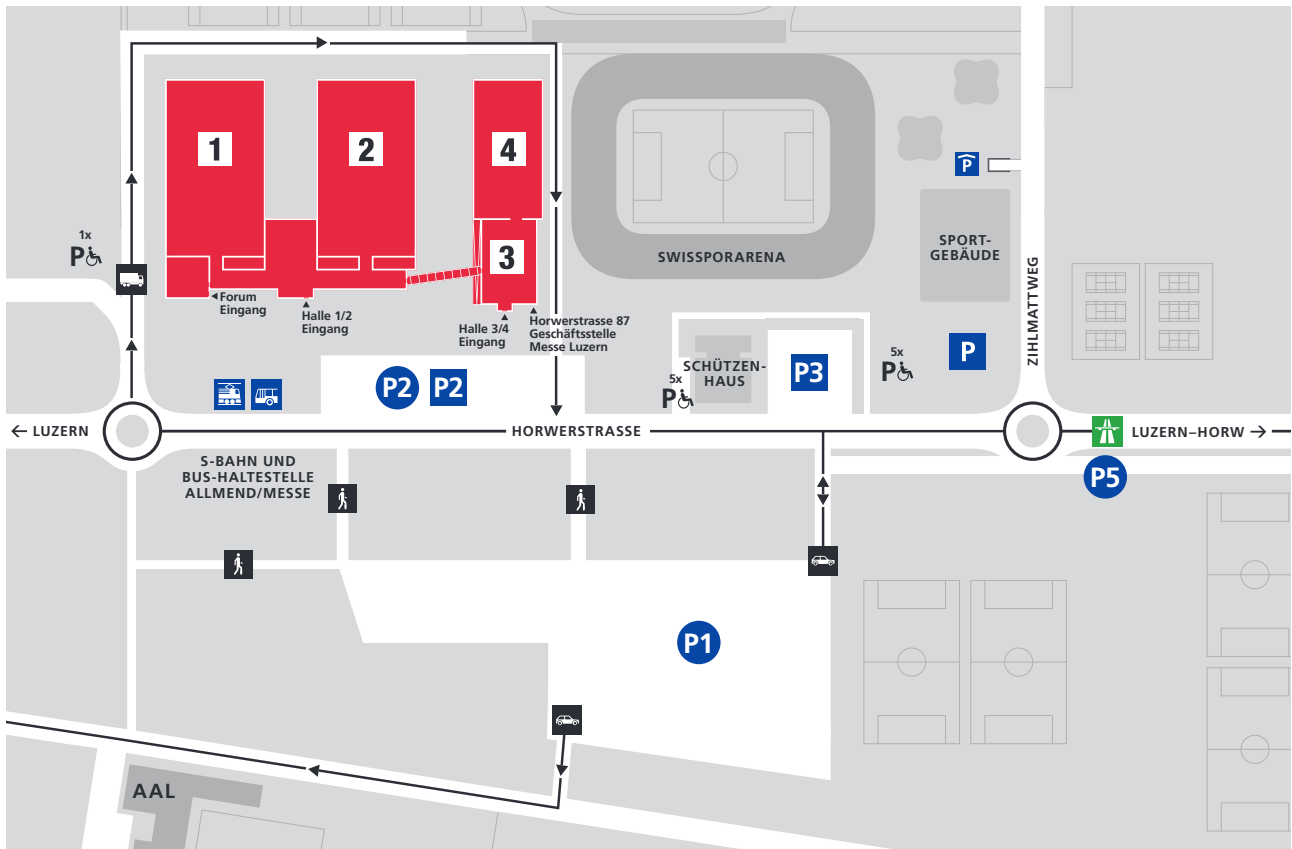 1
2
4
P
1x
P
3
SWISSPORARENA
SPORT-
GEBÄUDE
ZIHLMATTWEG
Forum
Eingang
Halle 1/2
Eingang
Halle 3/4
Eingang
Horwerstrasse 87
Geschäftsstelle
Messe Luzern
P2
P2
5x
P
SCHÜTZEN-
HAUS
P3
5x
P
P
← LUZERN
HORWERSTRASSE
LUZERN–HORW →
S-BAHN UND
BUS-HALTESTELLE
ALLMEND/MESSE
P5
P1
AAL